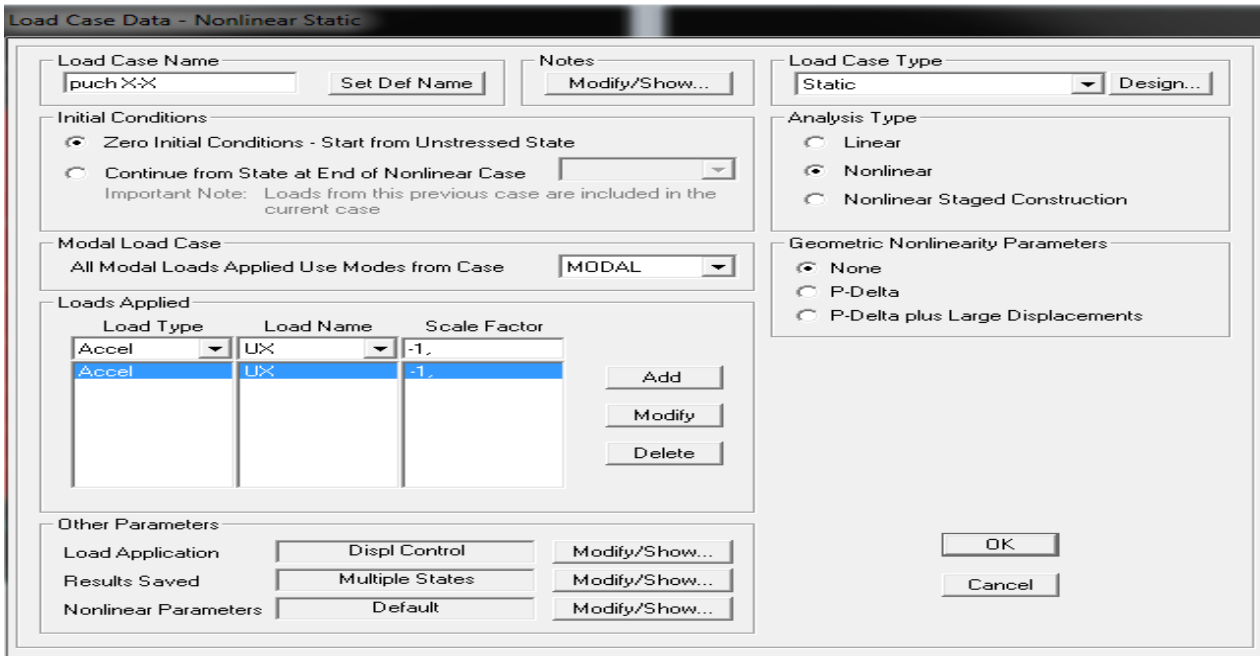 Load Case Data - Nonlinear Static
Load Case Name
puch X-X
Set Def Name
Notes
Modify/Show...
Load Case Type
Static
Design...
Initial Conditions
Zero Initial Conditions - Start from Unstressed State
Continue from State at End of Nonlinear Case
Important Note: Loads from this previous case are included in the
current case
Analysis Type
Linear
Nonlinear
Nonlinear Staged Construction
Modal Load Case
All Modal Loads Applied Use Modes from Case MODAL
Geometric Nonlinearity Parameters
None
P-Delta
P-Delta plus Large Displacements
Loads Applied
Load Type Load Name Scale Factor
Accel UX -1,
Accel UX -1,
Add
Modify
Delete
Other Parameters
Load Application Displ Control Modify/Show...
Results Saved Multiple States Modify/Show...
Nonlinear Parameters Default Modify/Show...
OK
Cancel